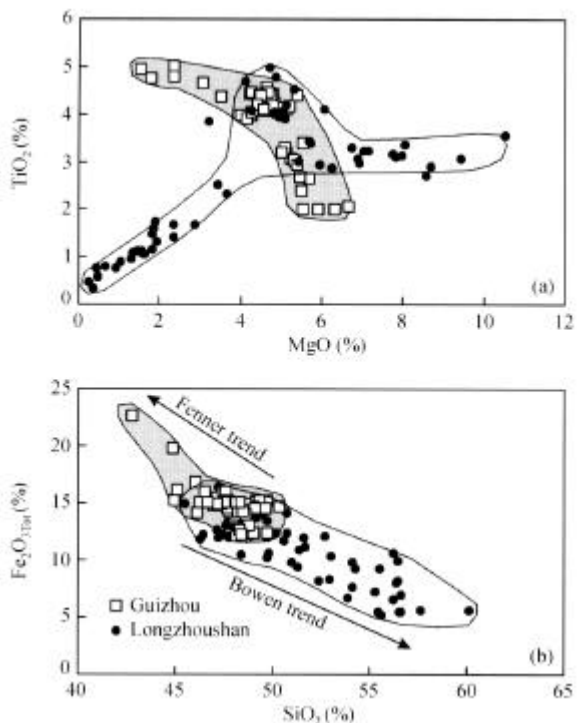 6
5
4
3
2
1
0
TiO₂ (%)
0 2 4 6 8 10 12
MgO (%)
(a)
25
20
15
10
5
0
Fe₂O₃Tot (%)
Fenner trend
Bowen trend
Guizhou
Longzhoushan
(b)
40 45 50 55 60 65
SiO₂ (%)